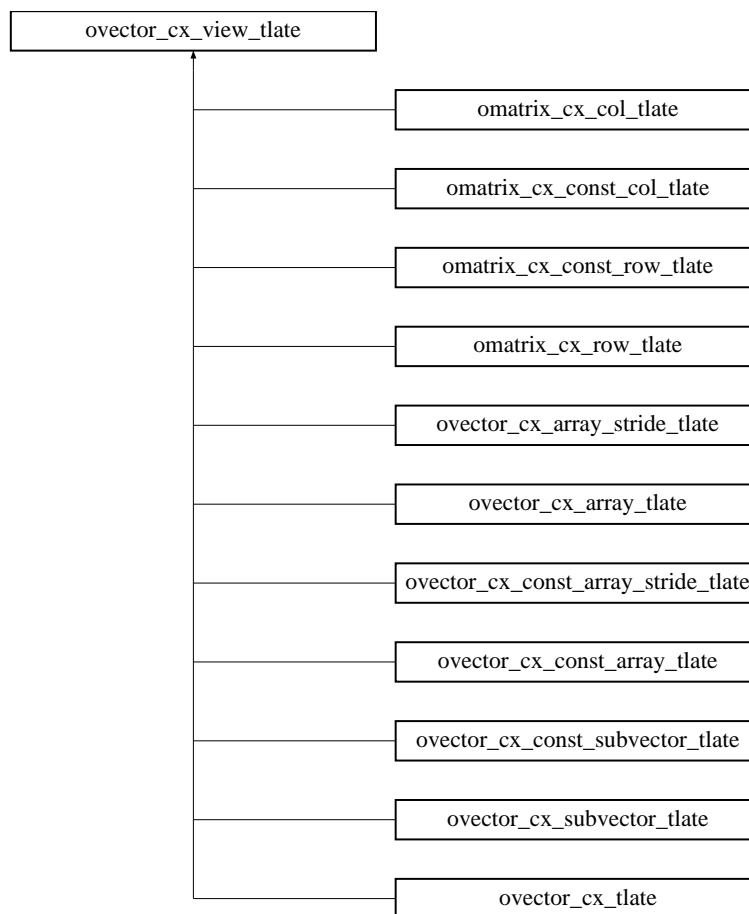 ovector_cx_view_tlate
omatrix_cx_col_tlate
omatrix_cx_const_col_tlate
omatrix_cx_const_row_tlate
omatrix_cx_row_tlate
ovector_cx_array_stride_tlate
ovector_cx_array_tlate
ovector_cx_const_array_stride_tlate
ovector_cx_const_array_tlate
ovector_cx_const_subvector_tlate
ovector_cx_subvector_tlate
ovector_cx_tlate